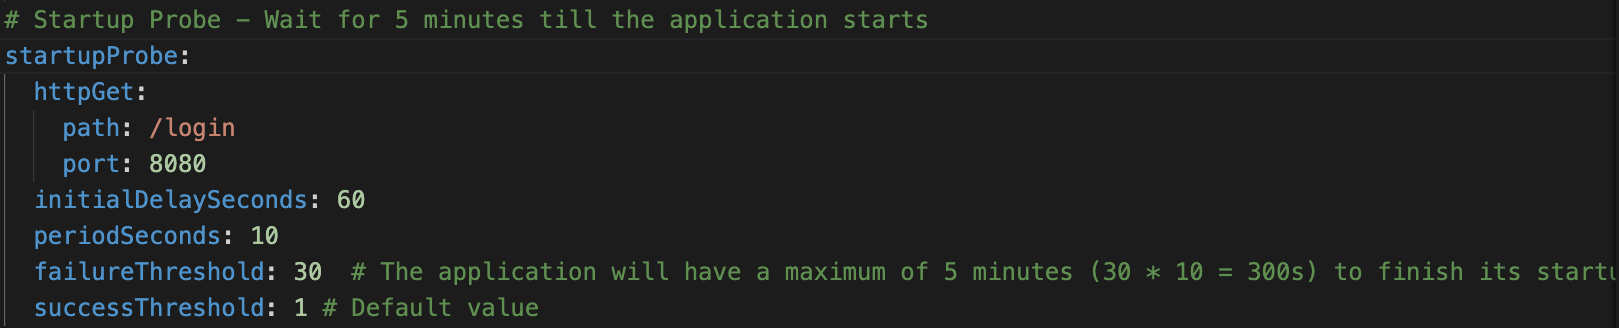 # Startup Probe – Wait for 5 minutes till the application starts
startupProbe:
  httpGet:
    path: /login
    port: 8080
  initialDelaySeconds: 60
  periodSeconds: 10
  failureThreshold: 30  # The application will have a maximum of 5 minutes (30 * 10 = 300s) to finish its
  successThreshold: 1 # Default value